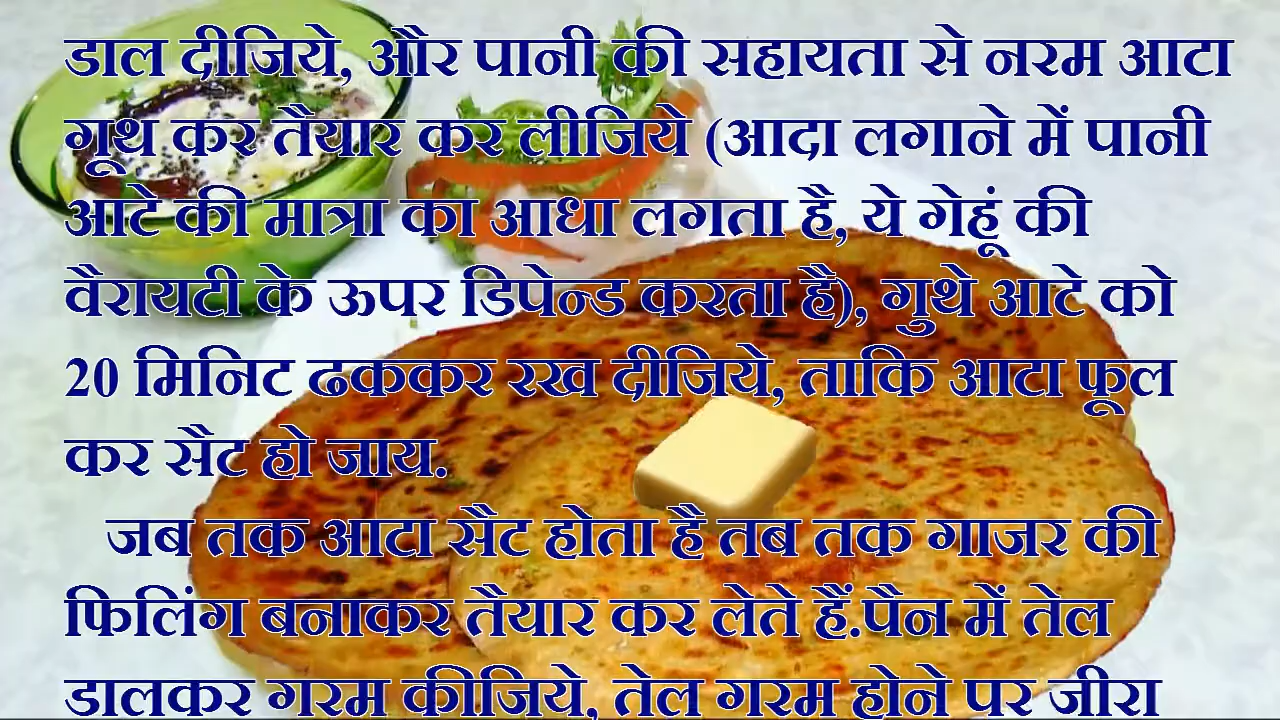 डाल दीजिये, और पानी की सहायता से नरम आटा
गूथ कर तैयार कर लीजिये (आदा लगाने में पानी
आटे की मात्रा का आधा लगता है, ये गेहूं की
वैरायटी के ऊपर डिपेन्ड करता है), गुथे आटे को
20 मिनिट ढककर रख दीजिये, ताकि आटा फूल
कर सैट हो जाय.
जब तक आटा सैट होता है तब तक गाजर की
फिलिंग बनाकर तैयार कर लेते हैं.पैन में तेल
डालकर गरम कीजिये, तेल गरम होने पर जीरा